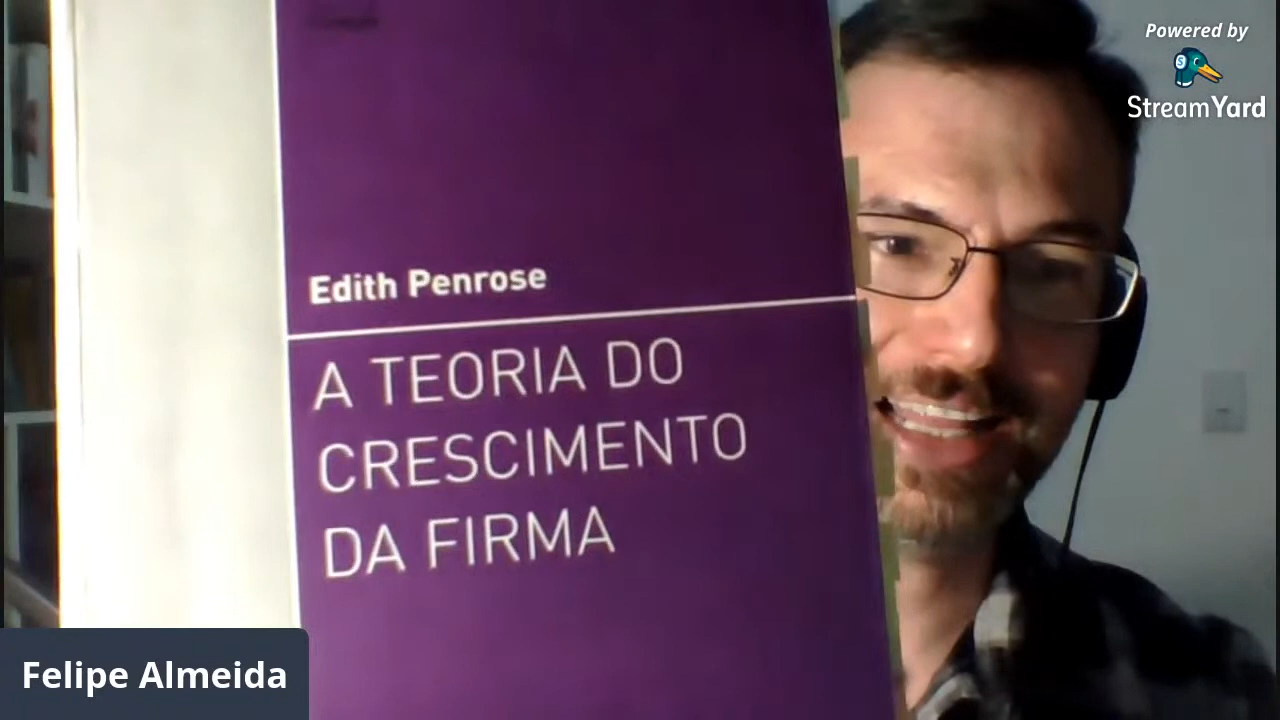 Powered by
StreamYard
Edith Penrose
A TEORIA DO
CRESCIMENTO
DA FIRMA
Felipe Almeida